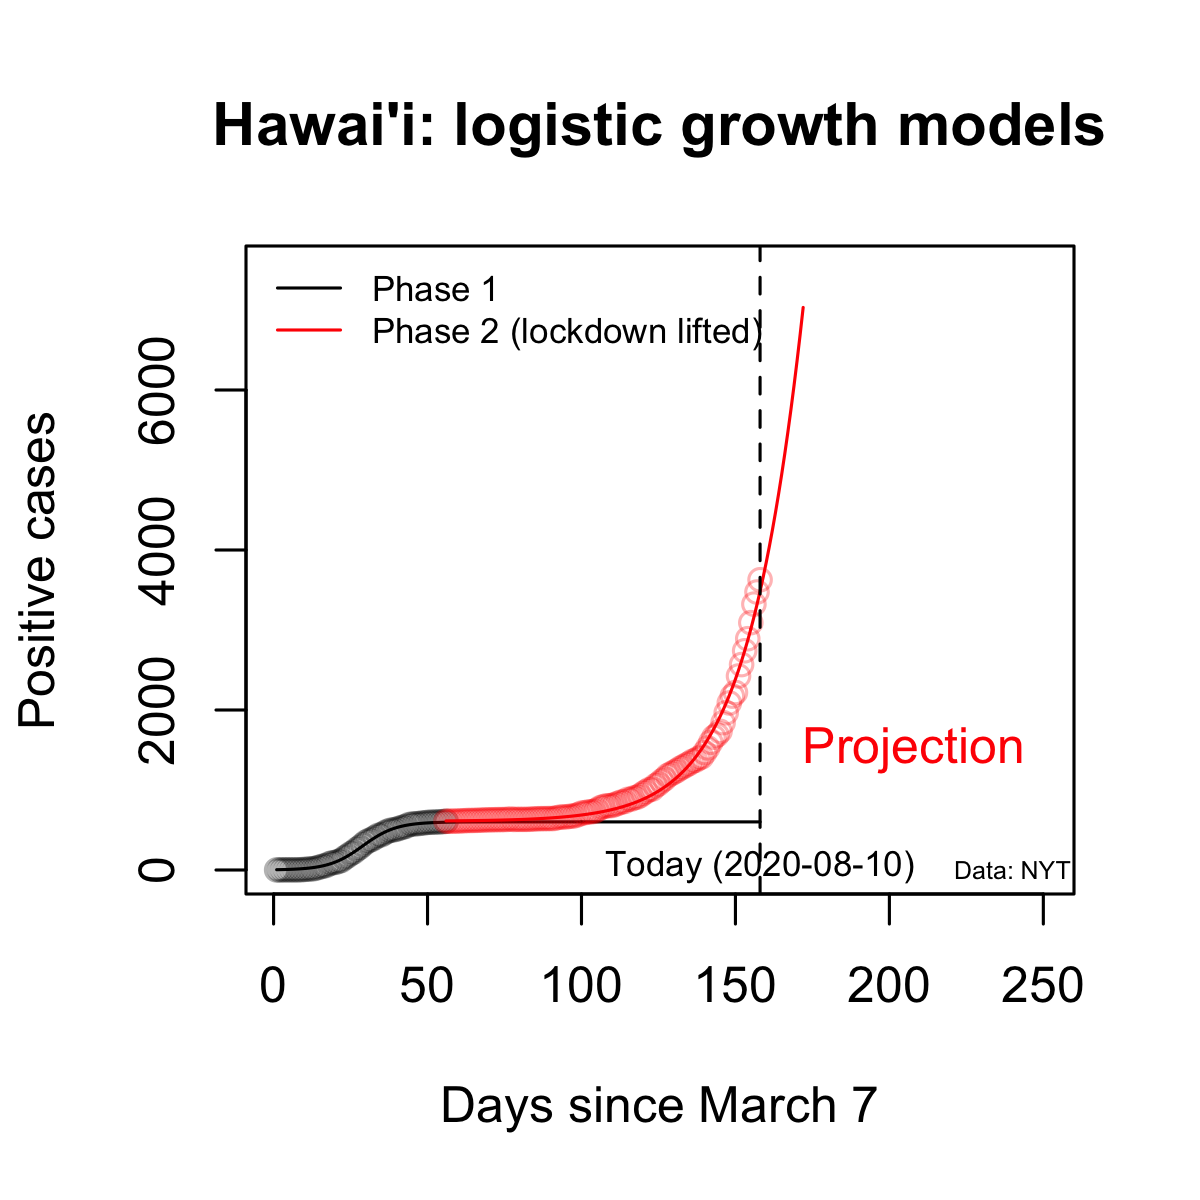 Hawai'i: logistic growth models
Phase 1
Phase 2 (lockdown lifted)
Positive cases
6000
4000
2000
0
Projection
Today (2020-08-10)
Data: NYT
0 50 100 150 200 250
Days since March 7